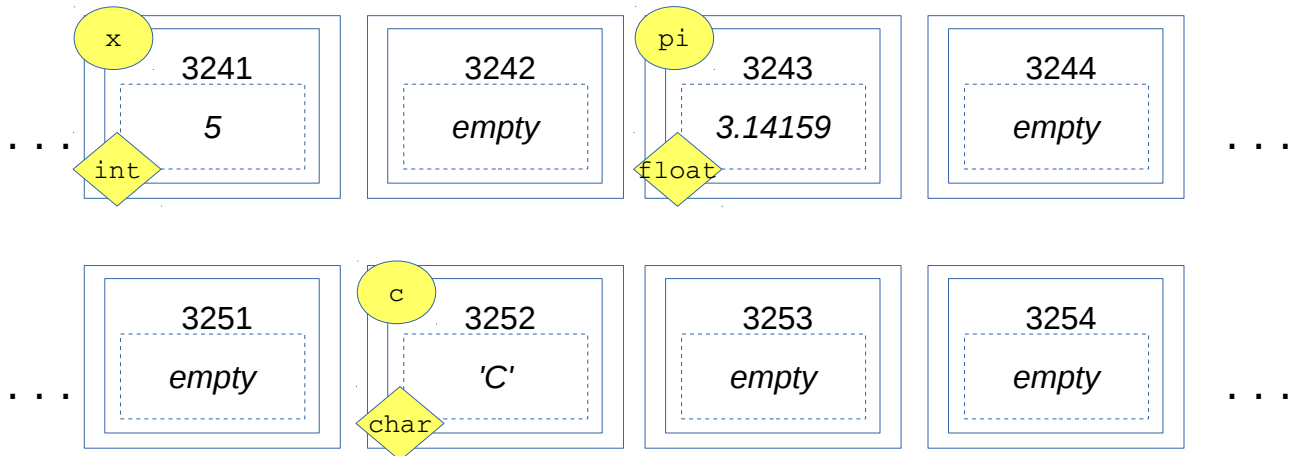 x pi
3241 3242 3243 3244
5 empty 3.14159 empty
... ...
int float
c
3251 3252 3253 3254
empty 'C' empty empty
... ...
char